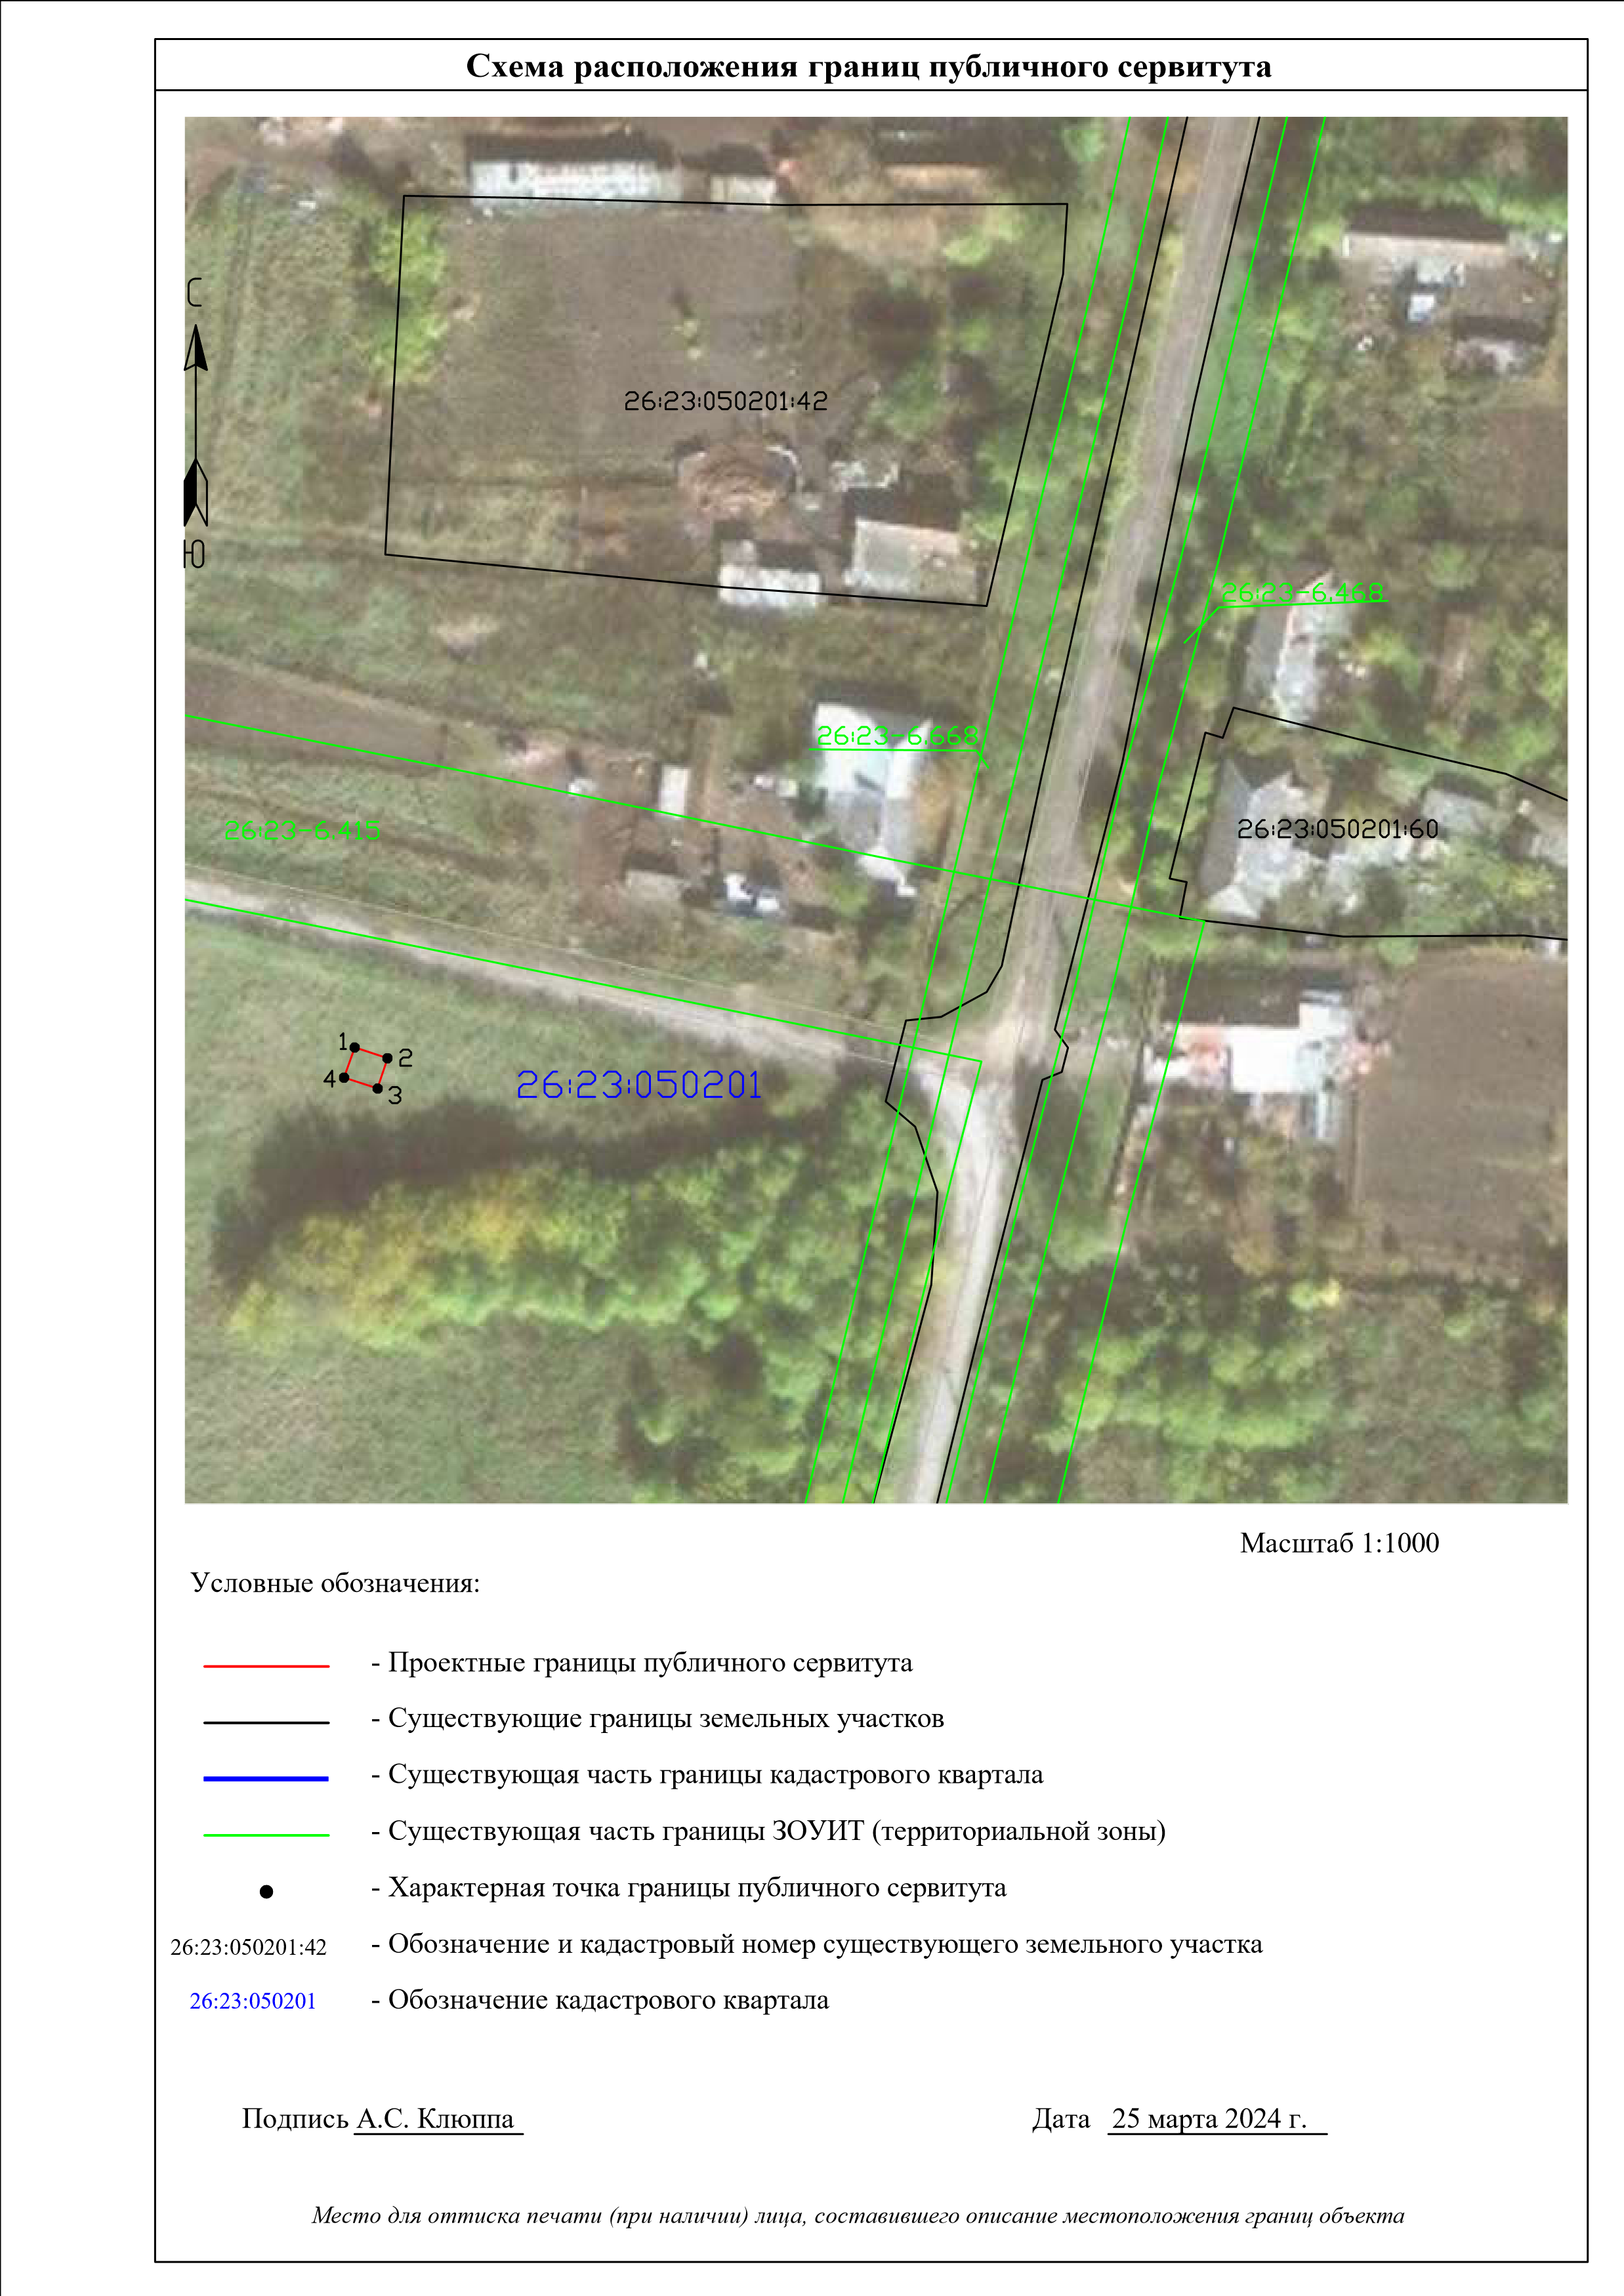 Схема расположения границ публичного сервитута
С
26:23:050201:42
Ю
26:23-6.468
26:23-6.668
26:23-6.415
26:23:050201:60
1
2
4
3
26:23:050201
Масштаб 1:1000
Условные обозначения:
- Проектные границы публичного сервитута
- Существующие границы земельных участков
- Существующая часть границы кадастрового квартала
- Существующая часть границы ЗОУИТ (территориальной зоны)
- Характерная точка границы публичного сервитута
26:23:050201:42 - Обозначение и кадастровый номер существующего земельного участка
26:23:050201 - Обозначение кадастрового квартала
Подпись А.С. Клюппа Дата 25 марта 2024 г.
Место для оттиска печати (при наличии) лица, составившего описание местоположения границ объекта